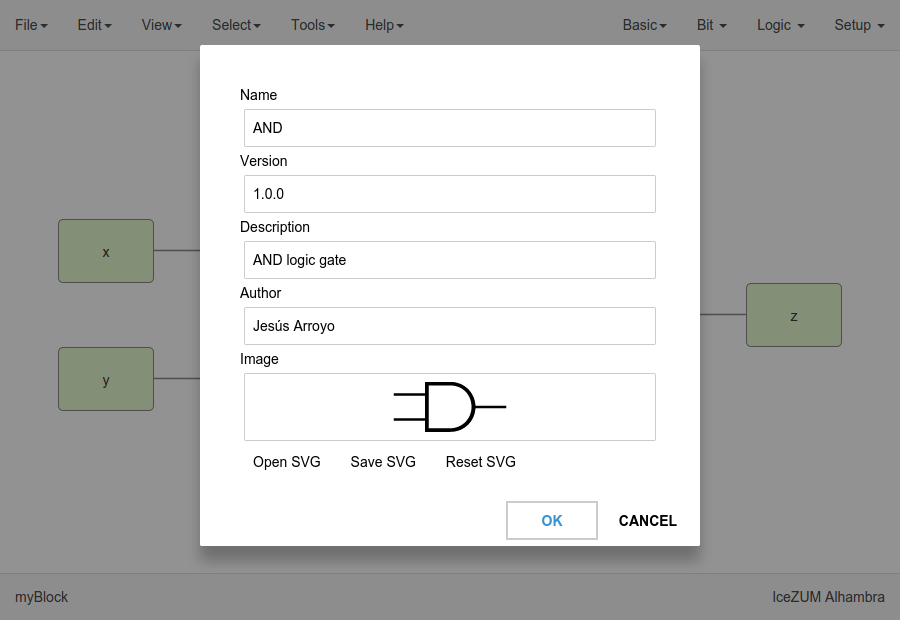 File Edit View Select Tools Help Basic Bit Logic Setup
Name
AND
Version
1.0.0
Description
AND logic gate
Author
Jesús Arroyo
Image
Open SVG Save SVG Reset SVG
OK CANCEL
x
y
z
myBlock IceZUM Alhambra